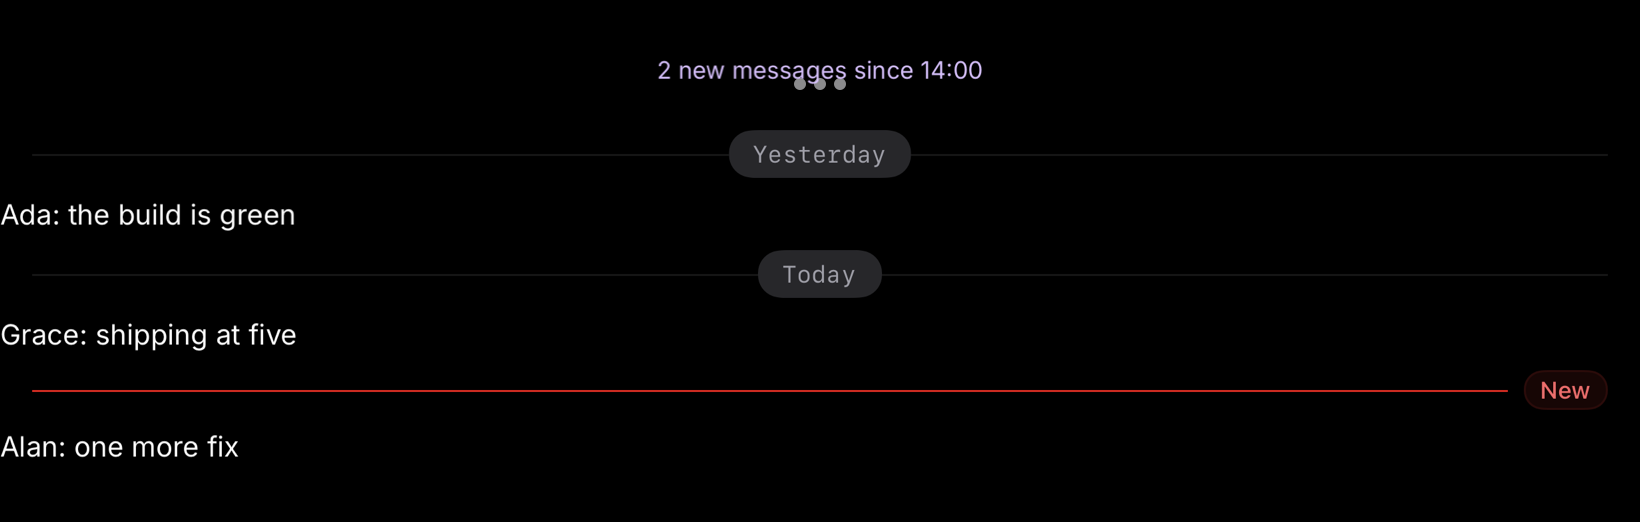 2 new messages since 14:00
Yesterday
Ada: the build is green
Today
Grace: shipping at five
New
Alan: one more fix